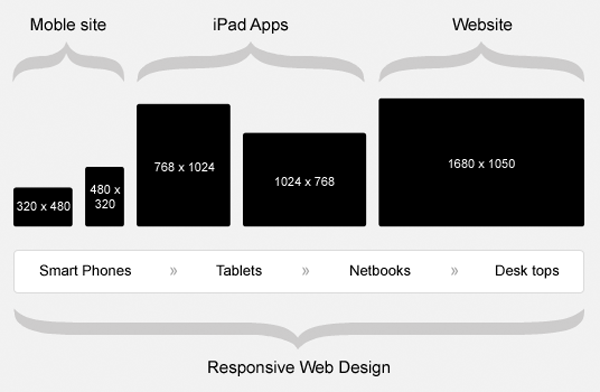 Moble site
iPad Apps
Website
320 x 480
480 x
320
768 x 1024
1024 x 768
1680 x 1050
Smart Phones » Tablets » Netbooks » Desk tops
Responsive Web Design